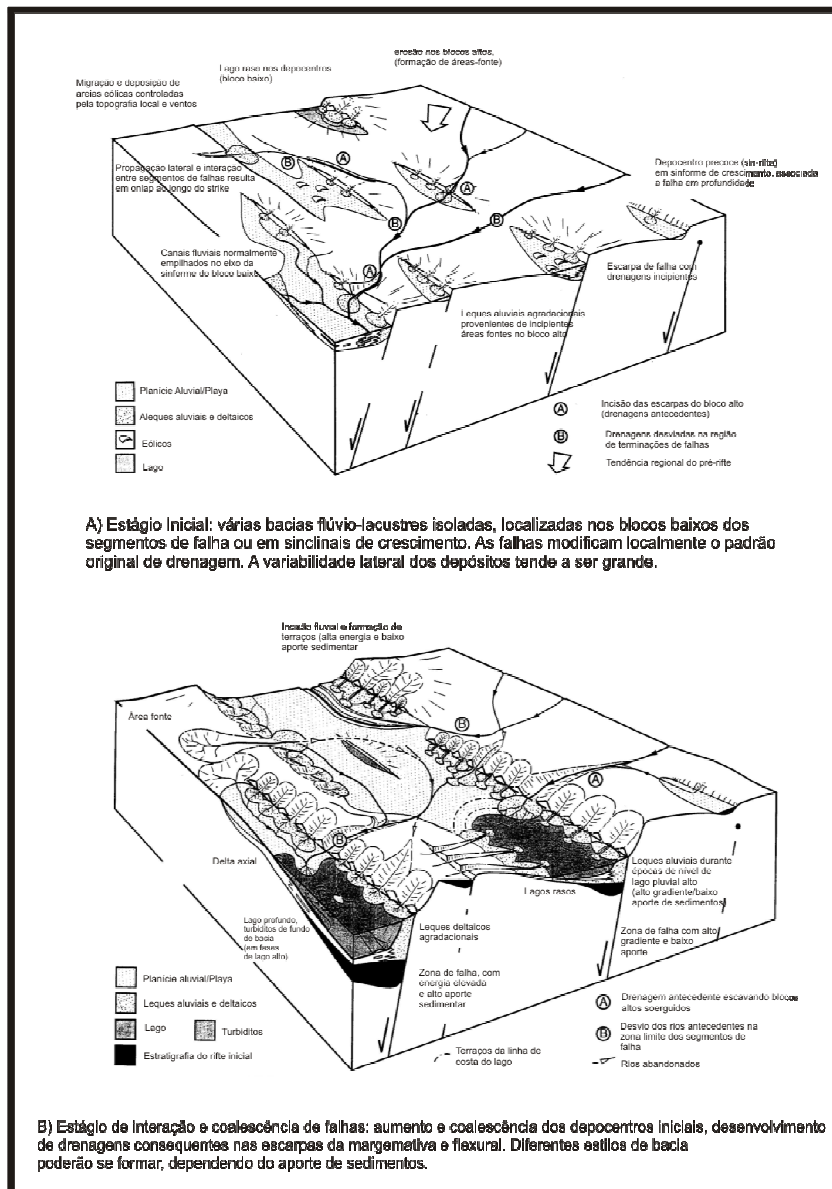 erosão nos blocos altos,
(formação de áreas-fonte)
Lago raso nos depocentros
(bloco baixo)
Migração e deposição de
areias eólicas controladas
pela topografia local e ventos
Propagação lateral e interação
entre segmentos de falhas resulta
em onlap ao longo do strike
B
A
Depocentro precoce (sin-rifte)
em sinforme de crescimento, associada
a falha em profundidade
A
B
B
Canais fluviais normalmente
empilhados no eixo da
sinforme do bloco baixo
A
Escarpa de falha com
drenagens incipientes
Leques aluviais agradacionais
provenientes de incipientes
áreas fontes no bloco alto
Planície Aluvial/Playa
Aleques aluviais e deltaicos
Eólicos
Lago
A Incisão das escarpas do bloco alto
(drenagens antecedentes)
B Drenagens desviadas na região
de terminações de falhas
Tendência regional do pré-rifte
A) Estágio Inicial: várias bacias flúvio-lacustres isoladas, localizadas nos blocos baixos dos
segmentos de falha ou em sinclinais de crescimento. As falhas modificam localmente o padrão
original de drenagem. A variabilidade lateral dos depósitos tende a ser grande.
Incisão fluvial e formação de
terraços (alta energia e baixo
aporte sedimentar
Área fonte
B
A
B
Delta axial
Lagos rasos
Leques aluviais durante
épocas de nível de
lago pluvial alto
(alto gradiente/baixo
aporte de sedimentos)
Lago profundo,
turbiditos de fundo
de bacia
(em fases
de lago alto)
Leques deltaicos
agradacionais
Zona de falha com alto
gradiente e baixo
aporte
Zona de falha, com
energia elevada
e alto aporte
sedimentar
Planície aluvial/Playa
Leques aluviais e deltaicos
Lago
Turbiditos
Estratigrafia do rifte inicial
Terraços da linha de
costa do lago
A Drenagem antecedente escavando blocos
altos soerguidos
B Desvio dos rios antecedentes na
zona limite dos segmentos de
falha
Rios abandonados
B) Estágio de interação e coalescência de falhas: aumento e coalescência dos depocentros iniciais, desenvolvimento
de drenagens consequentes nas escarpas da margemativa e flexural. Diferentes estilos de bacia
poderão se formar, dependendo do aporte de sedimentos.